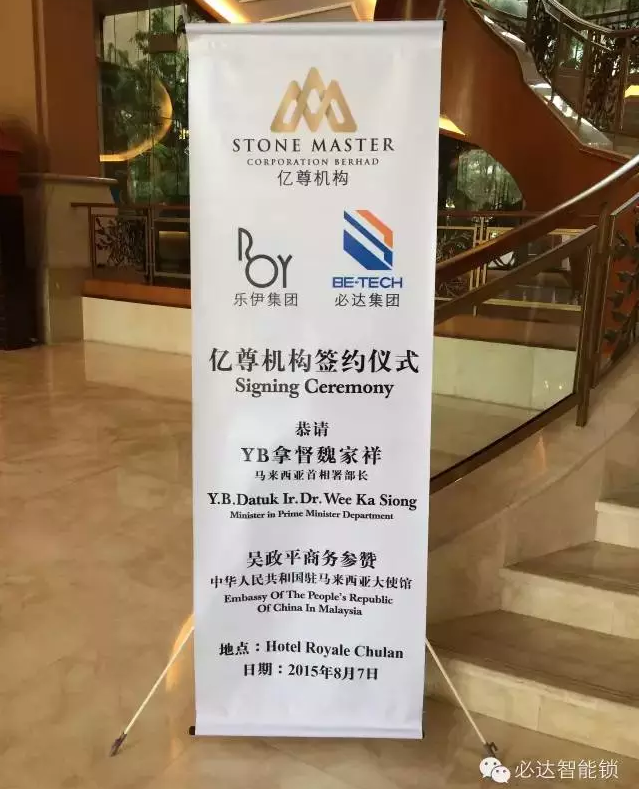 STONE MASTER
CORPORATION BERHAD
亿尊机构
ROY
乐伊集团
BE-TECH
必达集团
亿尊机构签约仪式
Signing Ceremony
恭请
YB拿督魏家祥
马来西亚首相署部长
Y.B.Datuk Ir.Dr.Wee Ka Siong
Minister in Prime Minister Department
吴政平商务参赞
中华人民共和国驻马来西亚大使馆
Embassy Of The People's Republic
Of China In Malaysia
地点：Hotel Royale Chulan
日期：2015年8月7日
必达智能锁